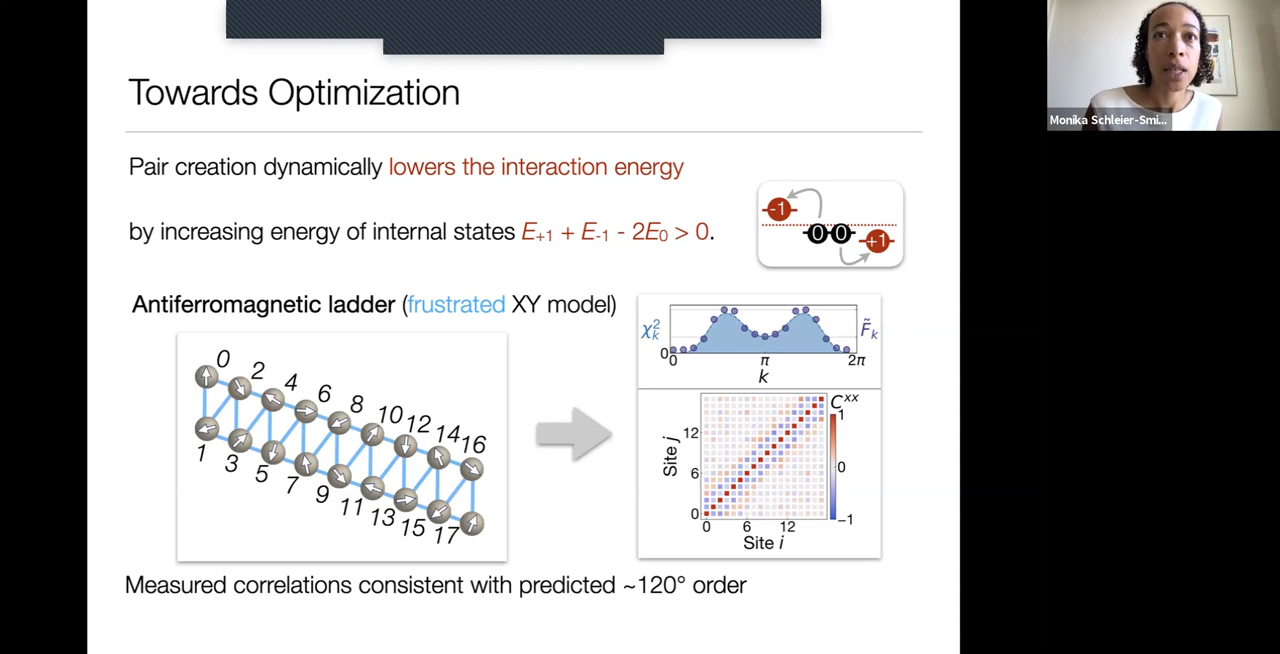 Towards Optimization
Monika Schleier-Smi...
Pair creation dynamically lowers the interaction energy
by increasing energy of internal states E+1 + E-1 - 2E0 > 0.
-1
0 0
+1
Antiferromagnetic ladder (frustrated XY model)
0 2 4 6 8 10 12 14 16
1 3 5 7 9 11 13 15 17
χ²k
F̃k
0
0 π 2π
k
Cxx
1
0
-1
Site j
12
6
0
0 6 12
Site i
Measured correlations consistent with predicted ~120° order